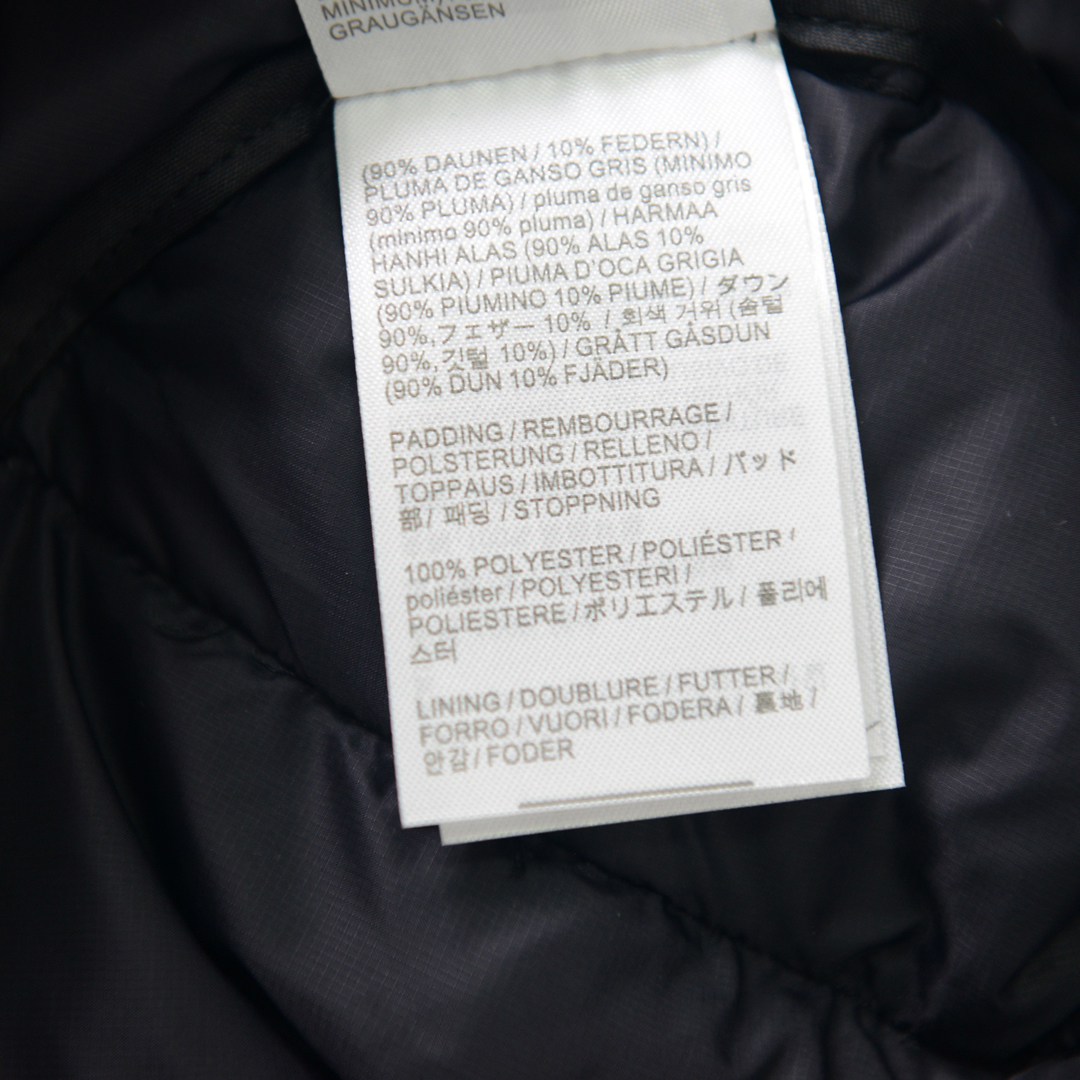 GRAUGÄNSEN
(90% DAUNEN / 10% FEDERN) /
PLUMA DE GANSO GRIS (MINIMO
90% PLUMA) / pluma de ganso gris
(minimo 90% pluma) / HARMAA
HANHI ALAS (90% ALAS 10%
SULKIA) / PIUMA D'OCA GRIGIA
(90% PIUMINO 10% PIUME) / ダウン
90%,フェザー 10% / 회색 거위 (솜털
90%,깃털 10%) / GRÅTT GÅSDUN
(90% DUN 10% FJÄDER)
PADDING / REMBOURRAGE /
POLSTERUNG / RELLENO /
TOPPAUS / IMBOTTITURA / パッド
部 / 패딩 / STOPPNING
100% POLYESTER / POLIÉSTER /
poliéster / POLYESTERI /
POLIESTERE / ポリエステル / 폴리에
스터
LINING / DOUBLURE / FUTTER /
FORRO / VUORI / FODERA / 裏地 /
안감 / FODER